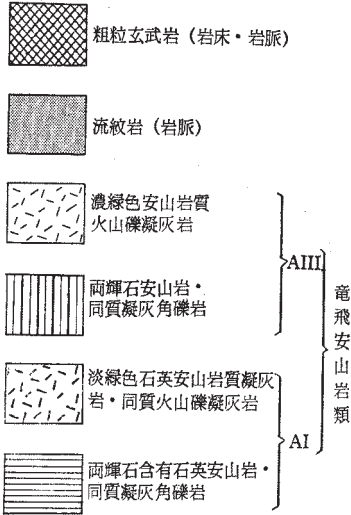 粗粒玄武岩（岩床・岩脈）
流紋岩（岩脈）
濃緑色安山岩質
火山礫凝灰岩
AIII
両輝石安山岩・
同質凝灰角礫岩
竜飛安山岩類
淡緑色石英安山岩質凝灰
岩・同質火山礫凝灰岩
AI
両輝石含有石英安山岩・
同質凝灰角礫岩